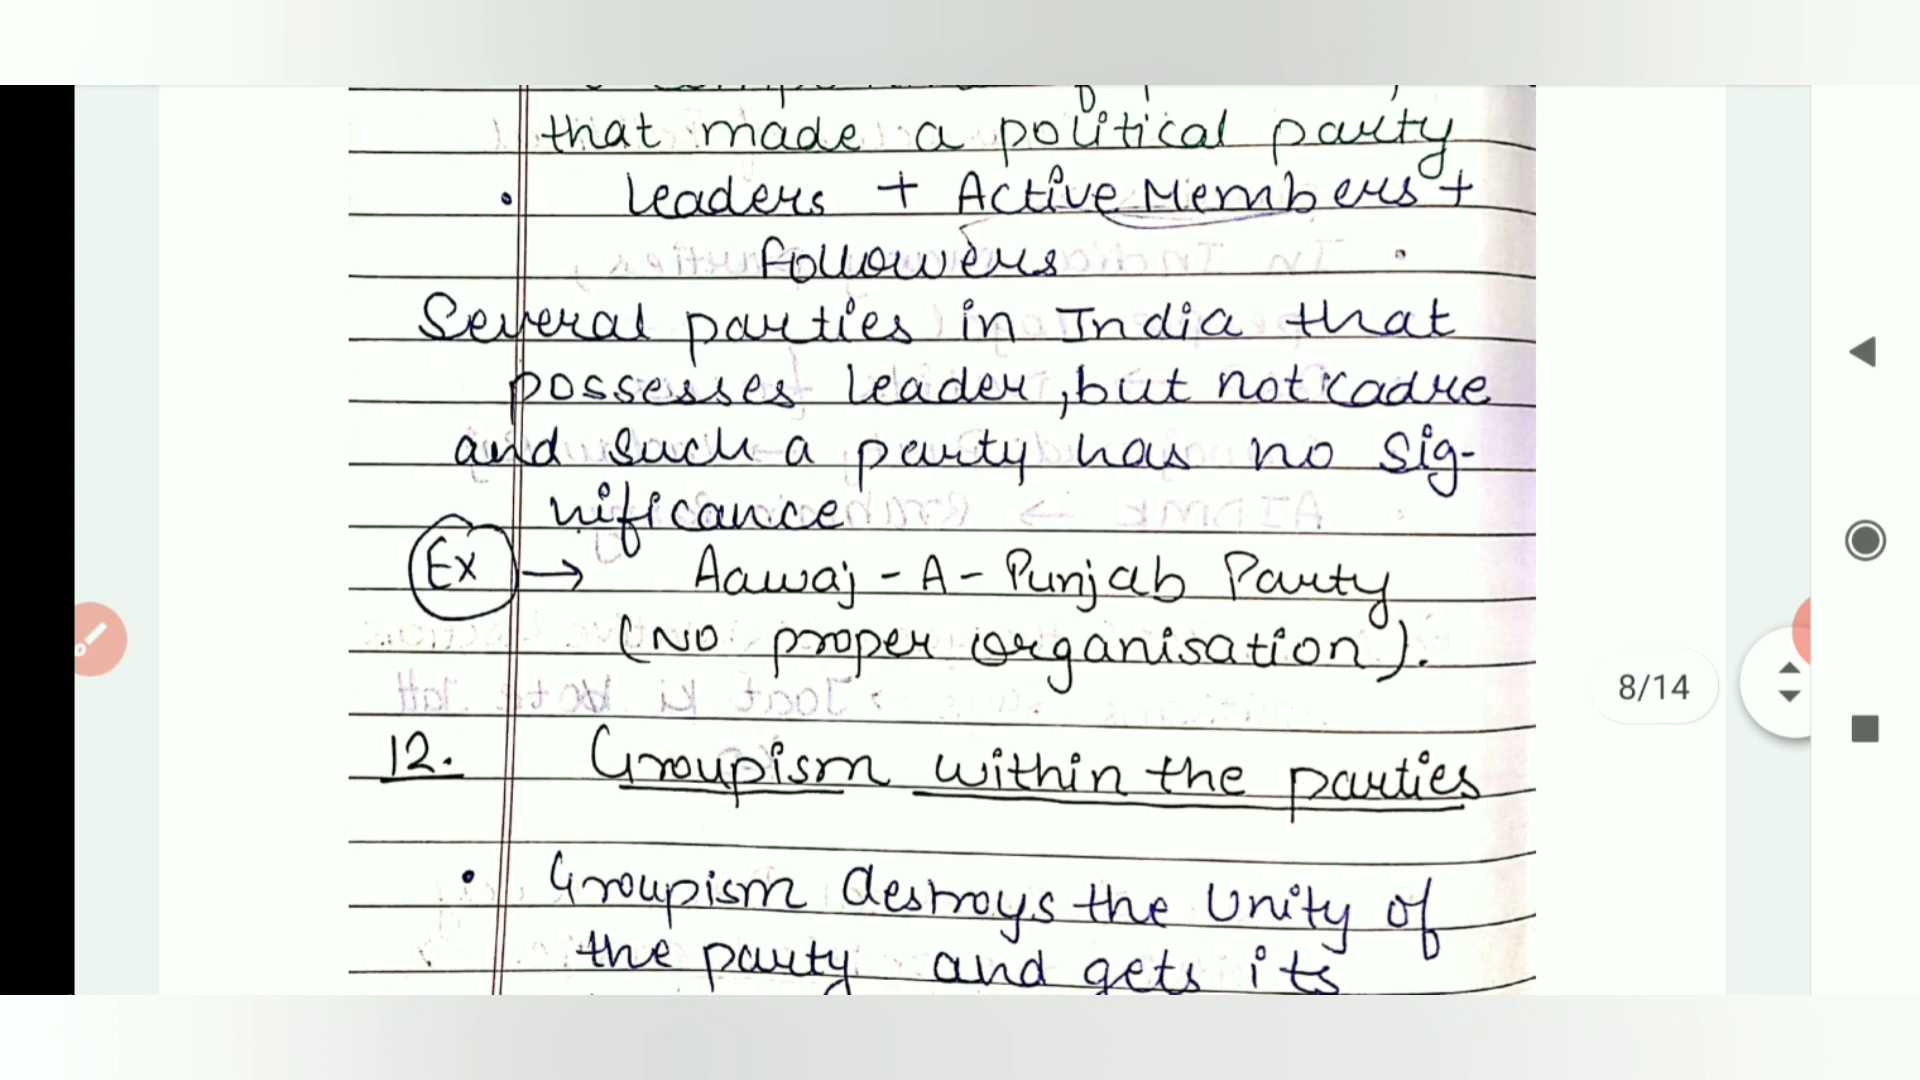 that made a political party
• Leaders + Active Members +
followers
Several parties in India that
possesses leader, but not cadre
and such a party has no sig-
nificance
Ex → Aawaj - A - Punjab Party
(No proper organisation).
8/14
12. Groupism within the parties
• Groupism destroys the Unity of
the party and gets its